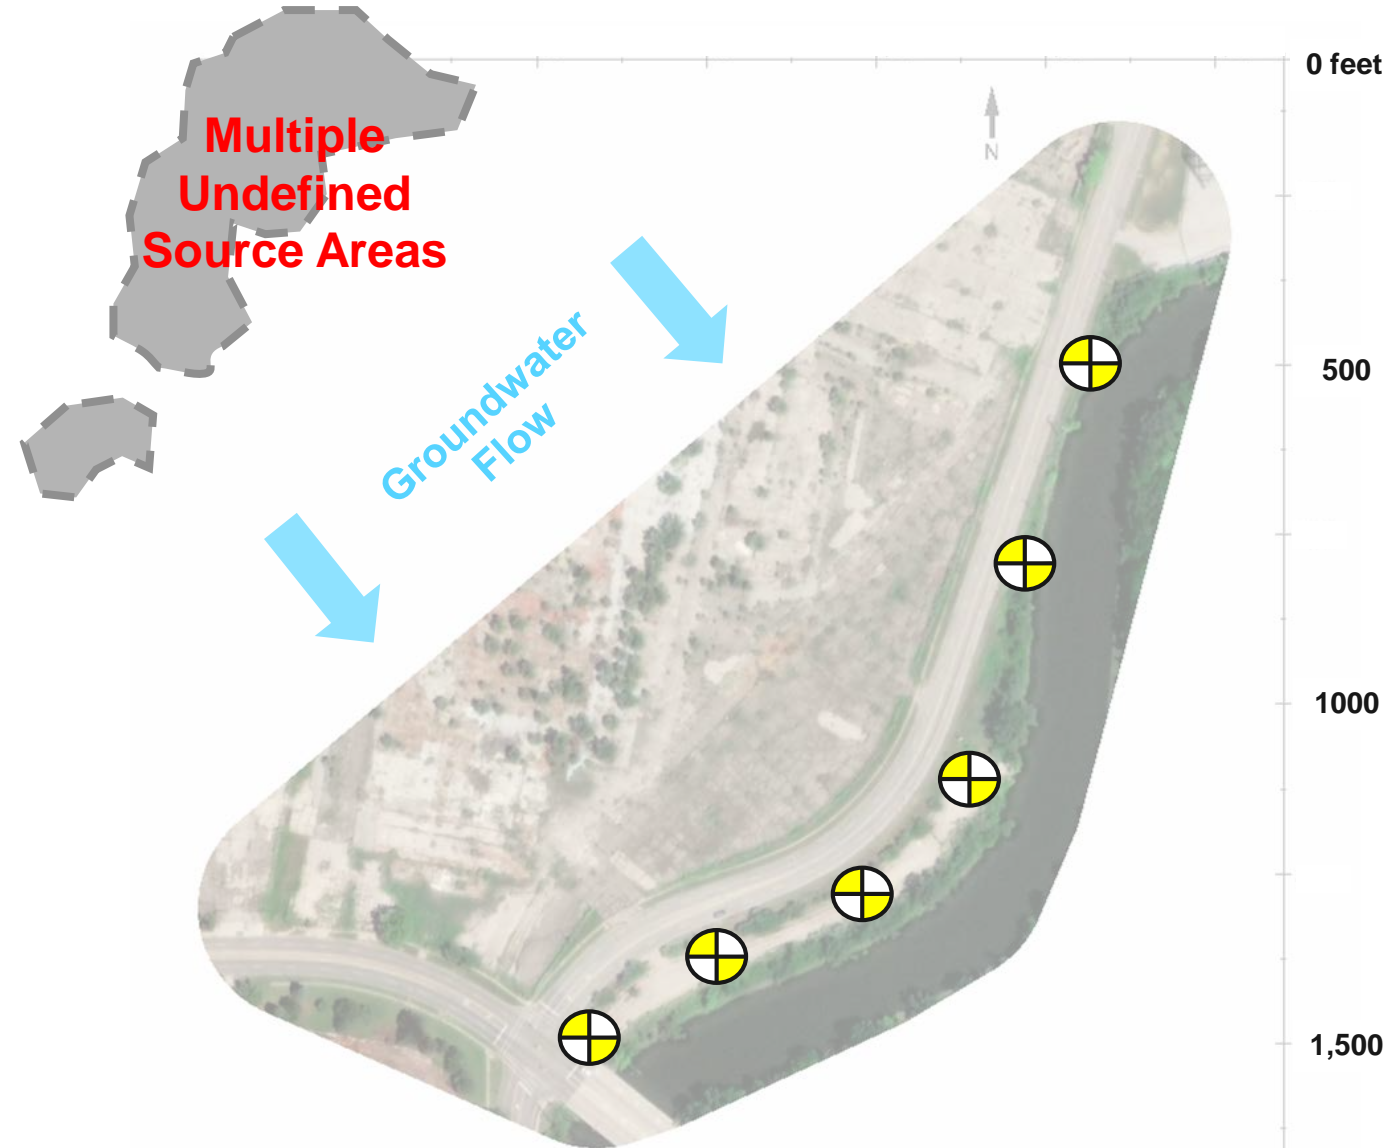 0 feet
Multiple
Undefined
Source Areas
N
Groundwater
Flow
500
1000
1,500